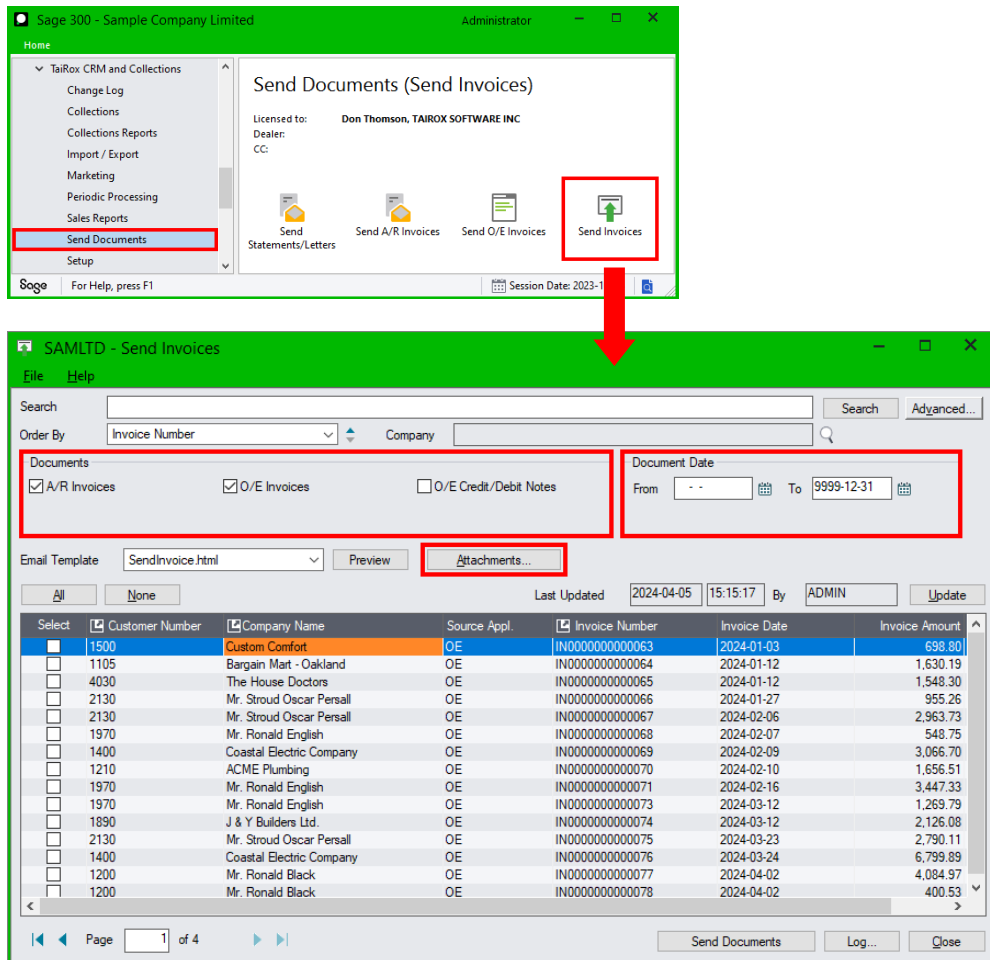 Sage 300 - Sample Company Limited Administrator
Home
TaiRox CRM and Collections
Change Log
Collections
Collections Reports
Import / Export
Marketing
Periodic Processing
Sales Reports
Send Documents
Setup
Send Documents (Send Invoices)
Licensed to: Don Thomson, TAIROX SOFTWARE INC
Dealer:
CC:
Send Statements/Letters
Send A/R Invoices
Send O/E Invoices
Send Invoices
Sage For Help, press F1 Session Date: 2023-1
SAMLTD - Send Invoices
File Help
Search Search Advanced...
Order By Invoice Number Company
Documents Document Date
A/R Invoices O/E Invoices O/E Credit/Debit Notes From - - To 9999-12-31
Email Template SendInvoice.html Preview Attachments...
All None Last Updated 2024-04-05 15:15:17 By ADMIN Update
Select Customer Number Company Name Source Appl. Invoice Number Invoice Date Invoice Amount
1500 Custom Comfort OE IN0000000000063 2024-01-03 698.80
1105 Bargain Mart - Oakland OE IN0000000000064 2024-01-12 1,630.19
4030 The House Doctors OE IN0000000000065 2024-01-12 1,548.30
2130 Mr. Stroud Oscar Persall OE IN0000000000066 2024-01-27 955.26
2130 Mr. Stroud Oscar Persall OE IN0000000000067 2024-02-06 2,963.73
1970 Mr. Ronald English OE IN0000000000068 2024-02-07 548.75
1400 Coastal Electric Company OE IN0000000000069 2024-02-09 3,066.70
1210 ACME Plumbing OE IN0000000000070 2024-02-10 1,656.51
1970 Mr. Ronald English OE IN0000000000071 2024-02-16 3,447.33
1970 Mr. Ronald English OE IN0000000000073 2024-03-12 1,269.79
1890 J & Y Builders Ltd. OE IN0000000000074 2024-03-12 2,126.08
2130 Mr. Stroud Oscar Persall OE IN0000000000075 2024-03-23 2,790.11
1400 Coastal Electric Company OE IN0000000000076 2024-03-24 6,799.89
1200 Mr. Ronald Black OE IN0000000000077 2024-04-02 4,084.97
1200 Mr. Ronald Black OE IN0000000000078 2024-04-02 400.53
Page 1 of 4 Send Documents Log... Close